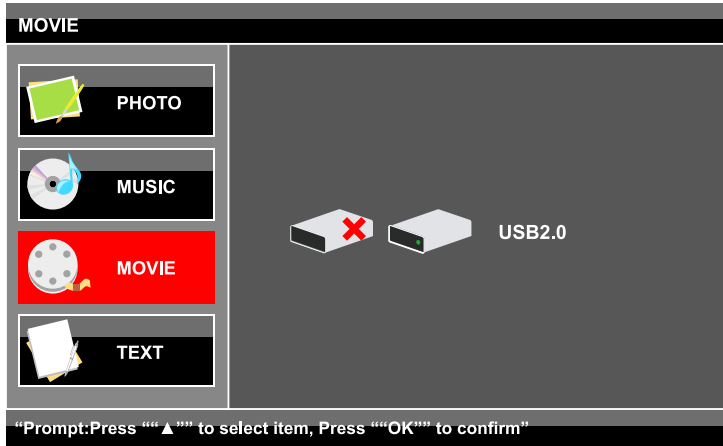 MOVIE
PHOTO
MUSIC
USB2.0
MOVIE
TEXT
“Prompt:Press ““▲”” to select item, Press ““OK”” to confirm”